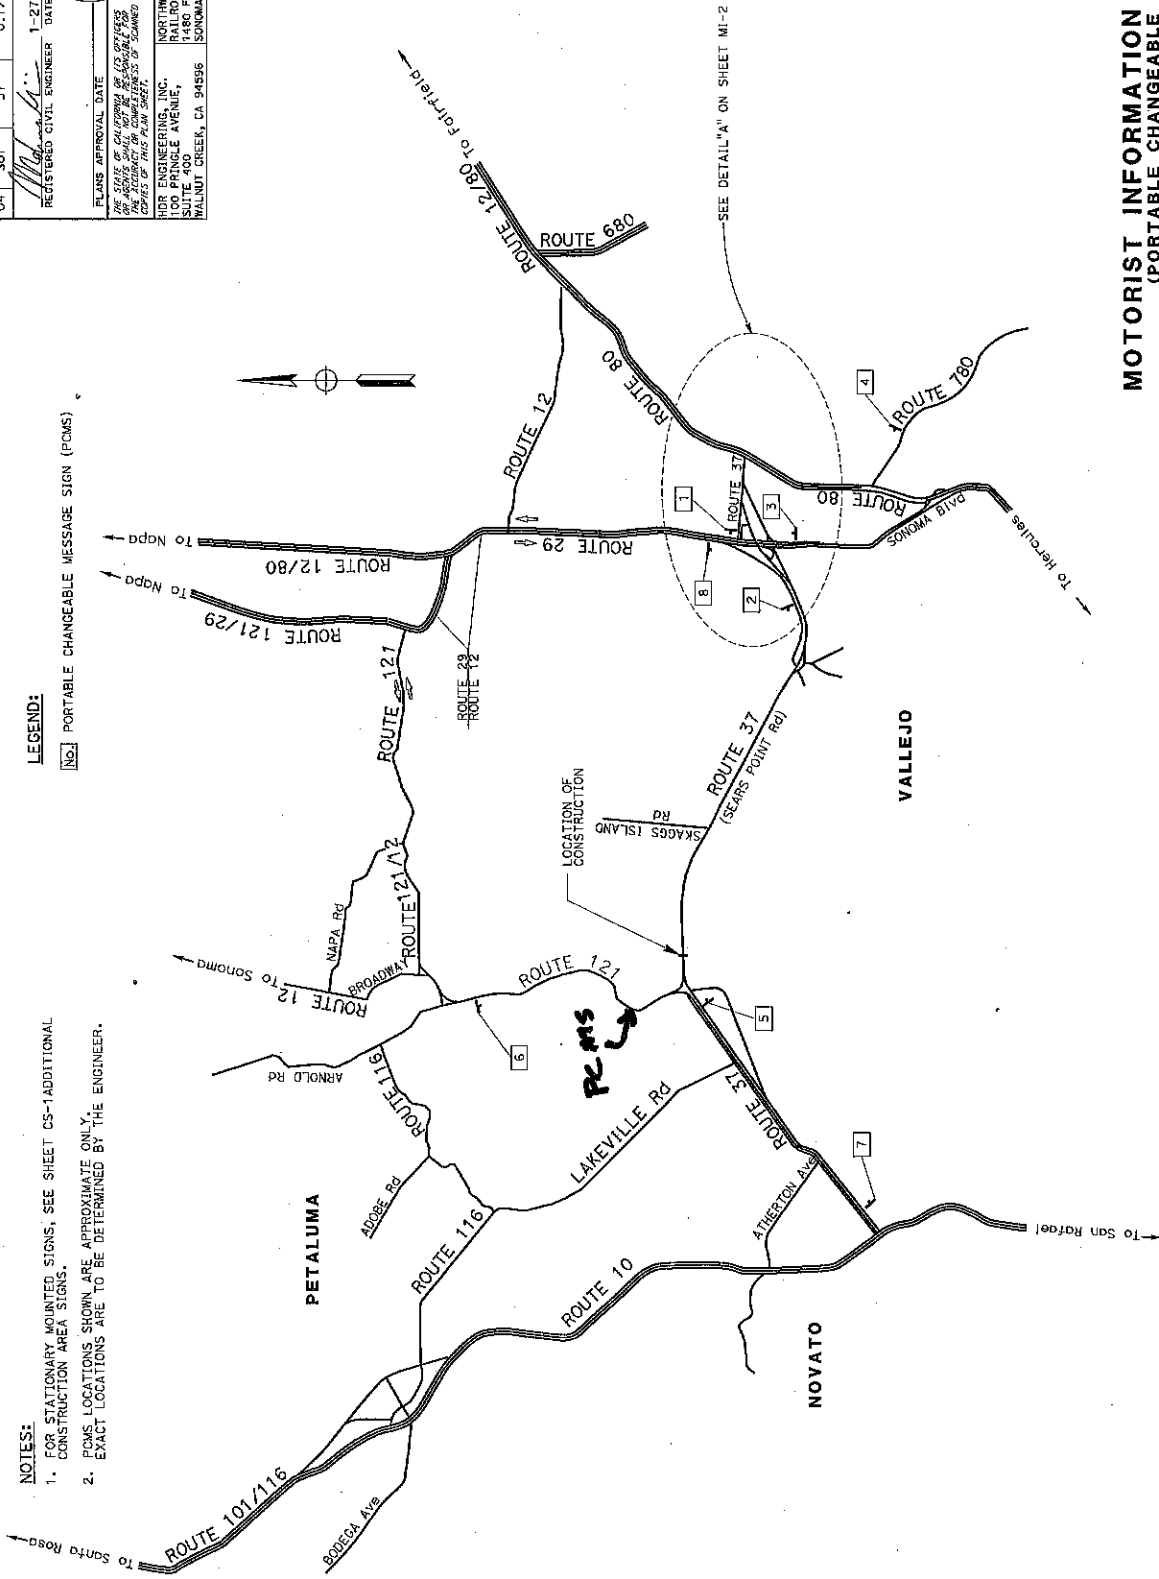 NOTES:
1. FOR STATIONARY MOUNTED SIGNS, SEE SHEET CS-1 ADDITIONAL
CONSTRUCTION AREA SIGNS.
2. PCMS LOCATIONS SHOWN ARE APPROXIMATE ONLY.
EXACT LOCATIONS ARE TO BE DETERMINED BY THE ENGINEER.
LEGEND:
No. PORTABLE CHANGEABLE MESSAGE SIGN (PCMS)
REGISTERED CIVIL ENGINEER DATE
1-27
PLANS APPROVAL DATE
THE STATE OF CALIFORNIA OR ITS OFFICERS
OR AGENTS SHALL NOT BE RESPONSIBLE FOR
THE ACCURACY OR COMPLETENESS OF SCANNED
COPIES OF THIS PLAN SHEET.
HDR ENGINEERING, INC.
100 PRINGLE AVENUE,
SUITE 400
WALNUT CREEK, CA 94596
To Santa Rosa
ROUTE 101/116
BODEGA Ave
PETALUMA
ADOBE Rd
ROUTE 116
ROUTE 116
ARNOLD Rd
To Sonoma
ROUTE 12
NAPA Rd
BROADWAY
ROUTE 121/12
ROUTE 121
ROUTE 121
6
PCMS
LAKEVILLE Rd
ROUTE 10
NOVATO
ATHERTON Ave
ROUTE 37
7
5
To San Rafael
LOCATION OF
CONSTRUCTION
SKAGGS ISLAND
Rd
ROUTE 37
(SEARS POINT Rd)
VALLEJO
To Napa
ROUTE 121/29
To Napa
ROUTE 12/80
ROUTE 29
ROUTE 12
ROUTE 29
ROUTE 12
8
2
1
3
ROUTE 37
ROUTE 80
ROUTE 80
SONOMA Blvd
To Hercules
4
ROUTE 780
ROUTE 12/80
To Fairfield
ROUTE 680
SEE DETAIL"A" ON SHEET MI-2
MOTORIST INFORMATION
(PORTABLE CHANGEABLE